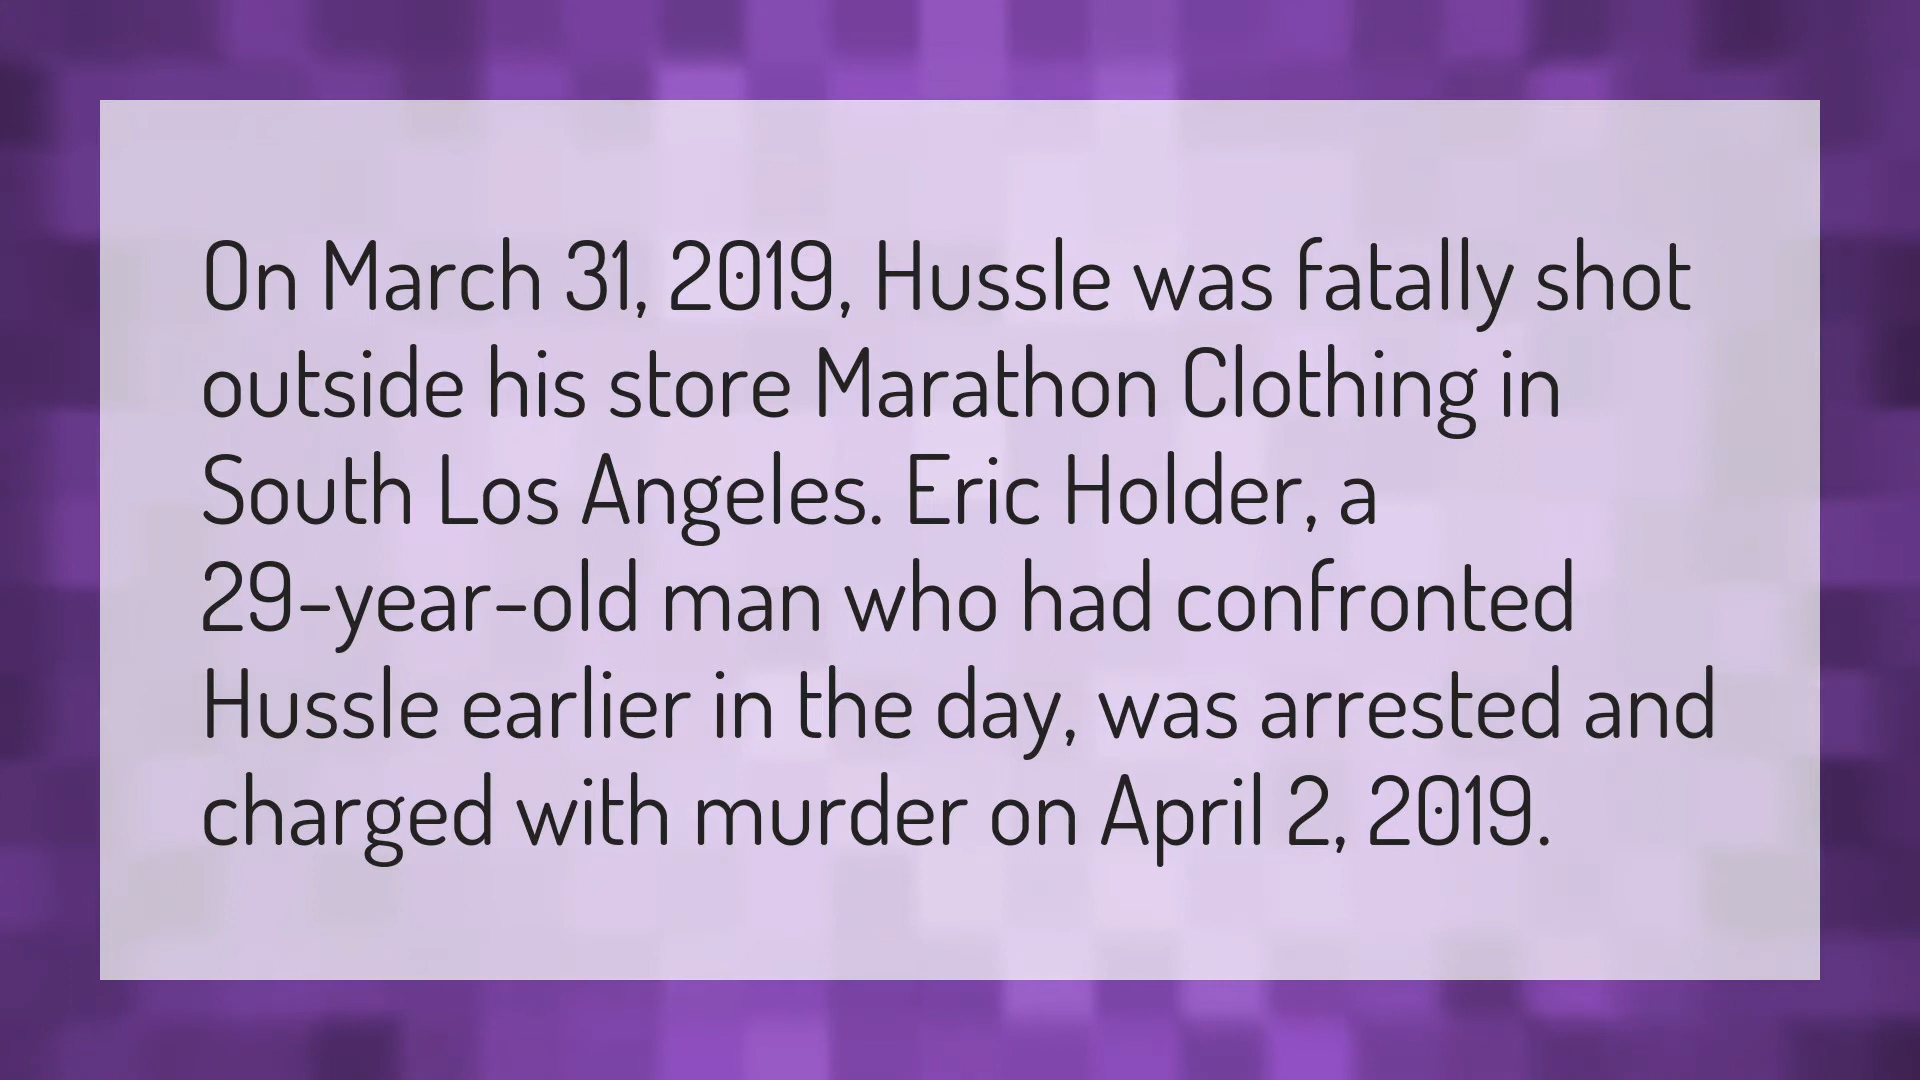 On March 31, 2019, Hussle was fatally shot
outside his store Marathon Clothing in
South Los Angeles. Eric Holder, a
29-year-old man who had confronted
Hussle earlier in the day, was arrested and
charged with murder on April 2, 2019.